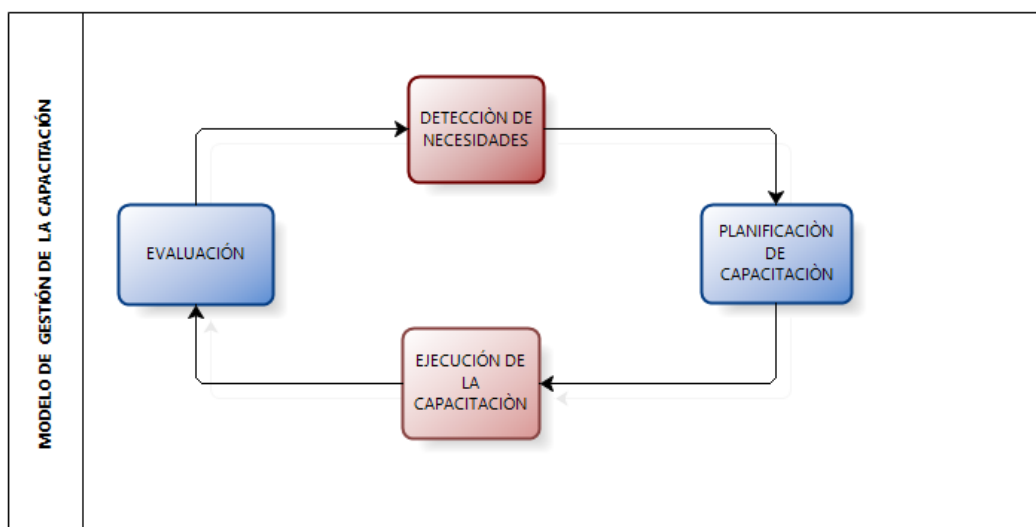 MODELO DE GESTIÓN DE LA CAPACITACIÓN
DETECCIÒN DE
NECESIDADES
PLANIFICACIÒN
DE
CAPACITACIÒN
EVALUACIÓN
EJECUCIÓN DE
LA
CAPACITACIÒN